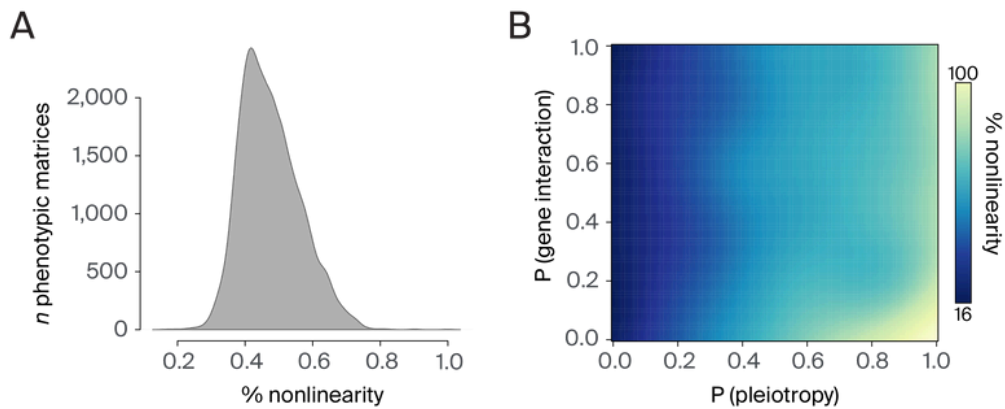 A
n phenotypic matrices
2,000
1,500
1,000
500
0
0.2 0.4 0.6 0.8 1.0
% nonlinearity
B
P (gene interaction)
1.0
0.8
0.6
0.4
0.2
0.0
0.0 0.2 0.4 0.6 0.8 1.0
P (pleiotropy)
100
16
% nonlinearity